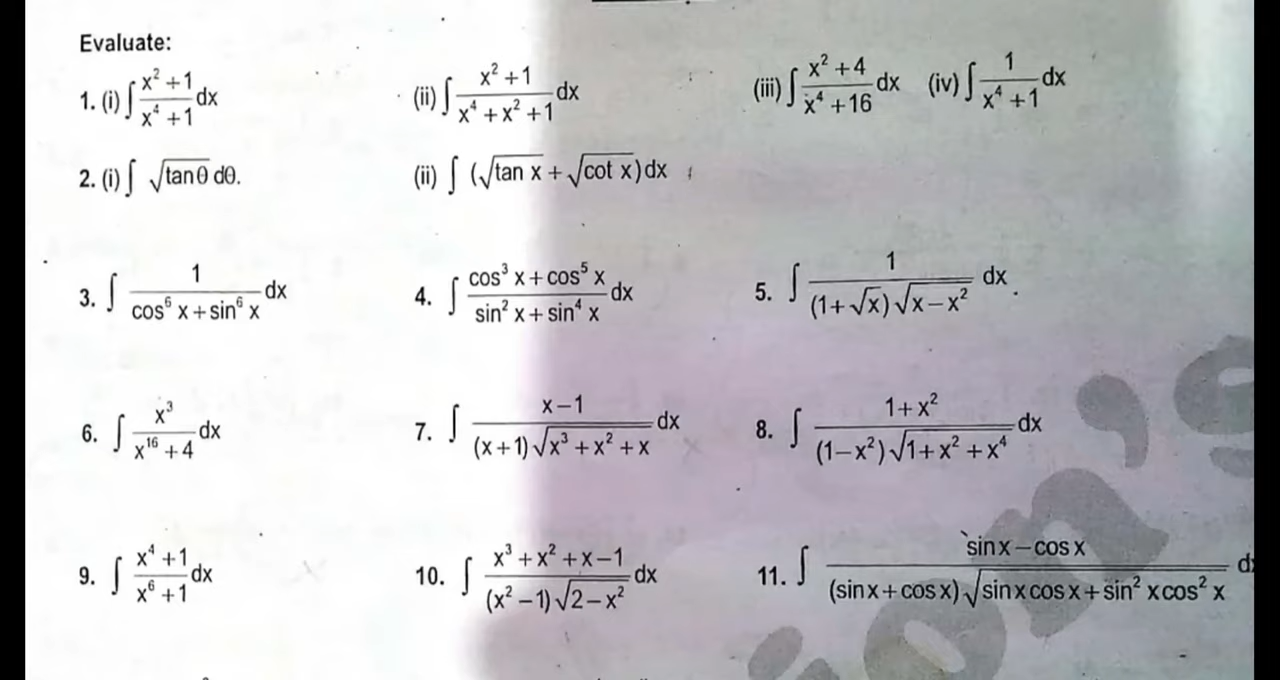 Evaluate:
1. (i) ∫ (x² + 1)/(x⁴ + 1) dx (ii) ∫ (x² + 1)/(x⁴ + x² + 1) dx (iii) ∫ (x² + 4)/(x⁴ + 16) dx (iv) ∫ 1/(x⁴ + 1) dx
2. (i) ∫ √(tanθ) dθ. (ii) ∫ (√(tan x) + √(cot x)) dx
3. ∫ 1/(cos⁶ x + sin⁶ x) dx 4. ∫ (cos³ x + cos⁵ x)/(sin² x + sin⁴ x) dx 5. ∫ 1/((1 + √x) √(x – x²)) dx.
6. ∫ x³/(x¹⁶ + 4) dx 7. ∫ (x – 1)/((x + 1) √(x³ + x² + x)) dx 8. ∫ (1 + x²)/((1 – x²) √(1 + x² + x⁴)) dx
9. ∫ (x⁴ + 1)/(x⁶ + 1) dx 10. ∫ (x³ + x² + x – 1)/((x² – 1) √(2 – x²)) dx 11. ∫ (sin x – cos x)/((sin x + cos x) √(sin x cos x + sin² x cos² x)) d